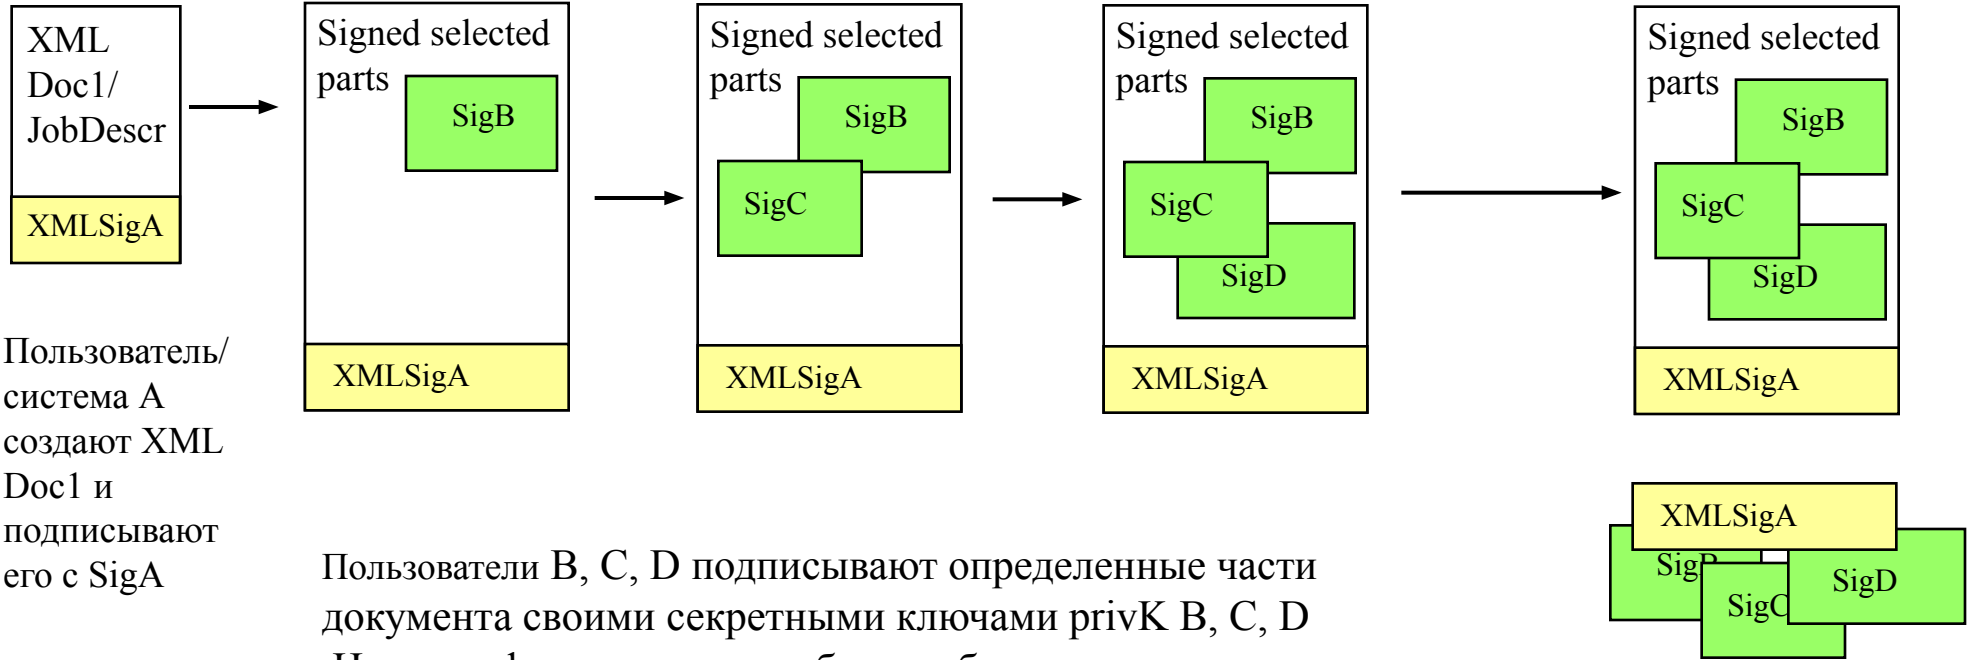 XML
Doc1/
JobDescr
XMLSigA
Signed selected
parts
SigB
XMLSigA
Signed selected
parts
SigB
SigC
XMLSigA
Signed selected
parts
SigB
SigC
SigD
XMLSigA
Signed selected
parts
SigB
SigC
SigD
XMLSigA
Пользователь/
система А
создают XML
Doc1 и
подписывают
его с SigA
Пользователи B, C, D подписывают определенные части
документа своими секретными ключами privK B, C, D
XMLSigA
SigB
SigC
SigD